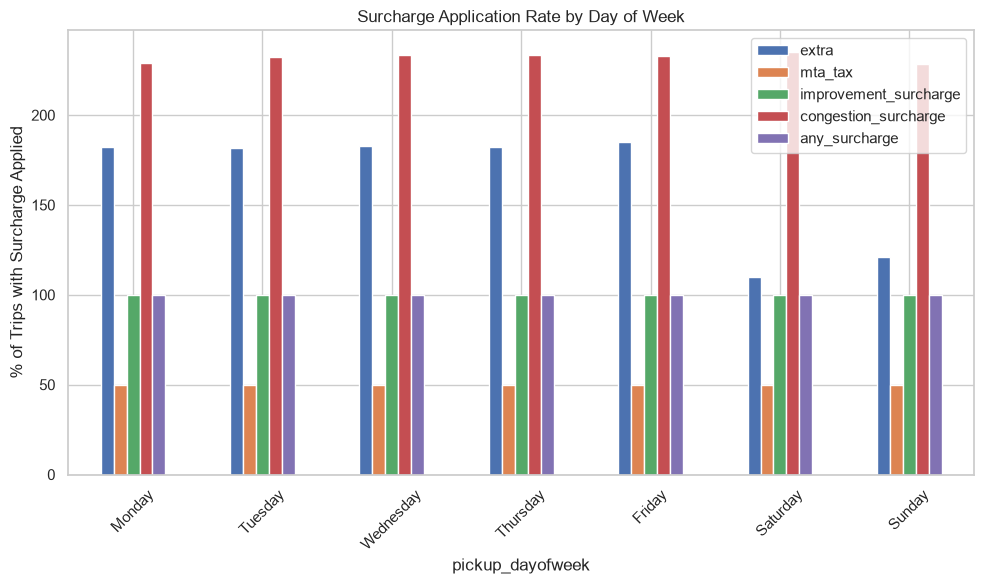 Surcharge Application Rate by Day of Week
% of Trips with Surcharge Applied
200
150
100
50
0
extra
mta_tax
improvement_surcharge
congestion_surcharge
any_surcharge
Monday
Tuesday
Wednesday
Thursday
Friday
Saturday
Sunday
pickup_dayofweek